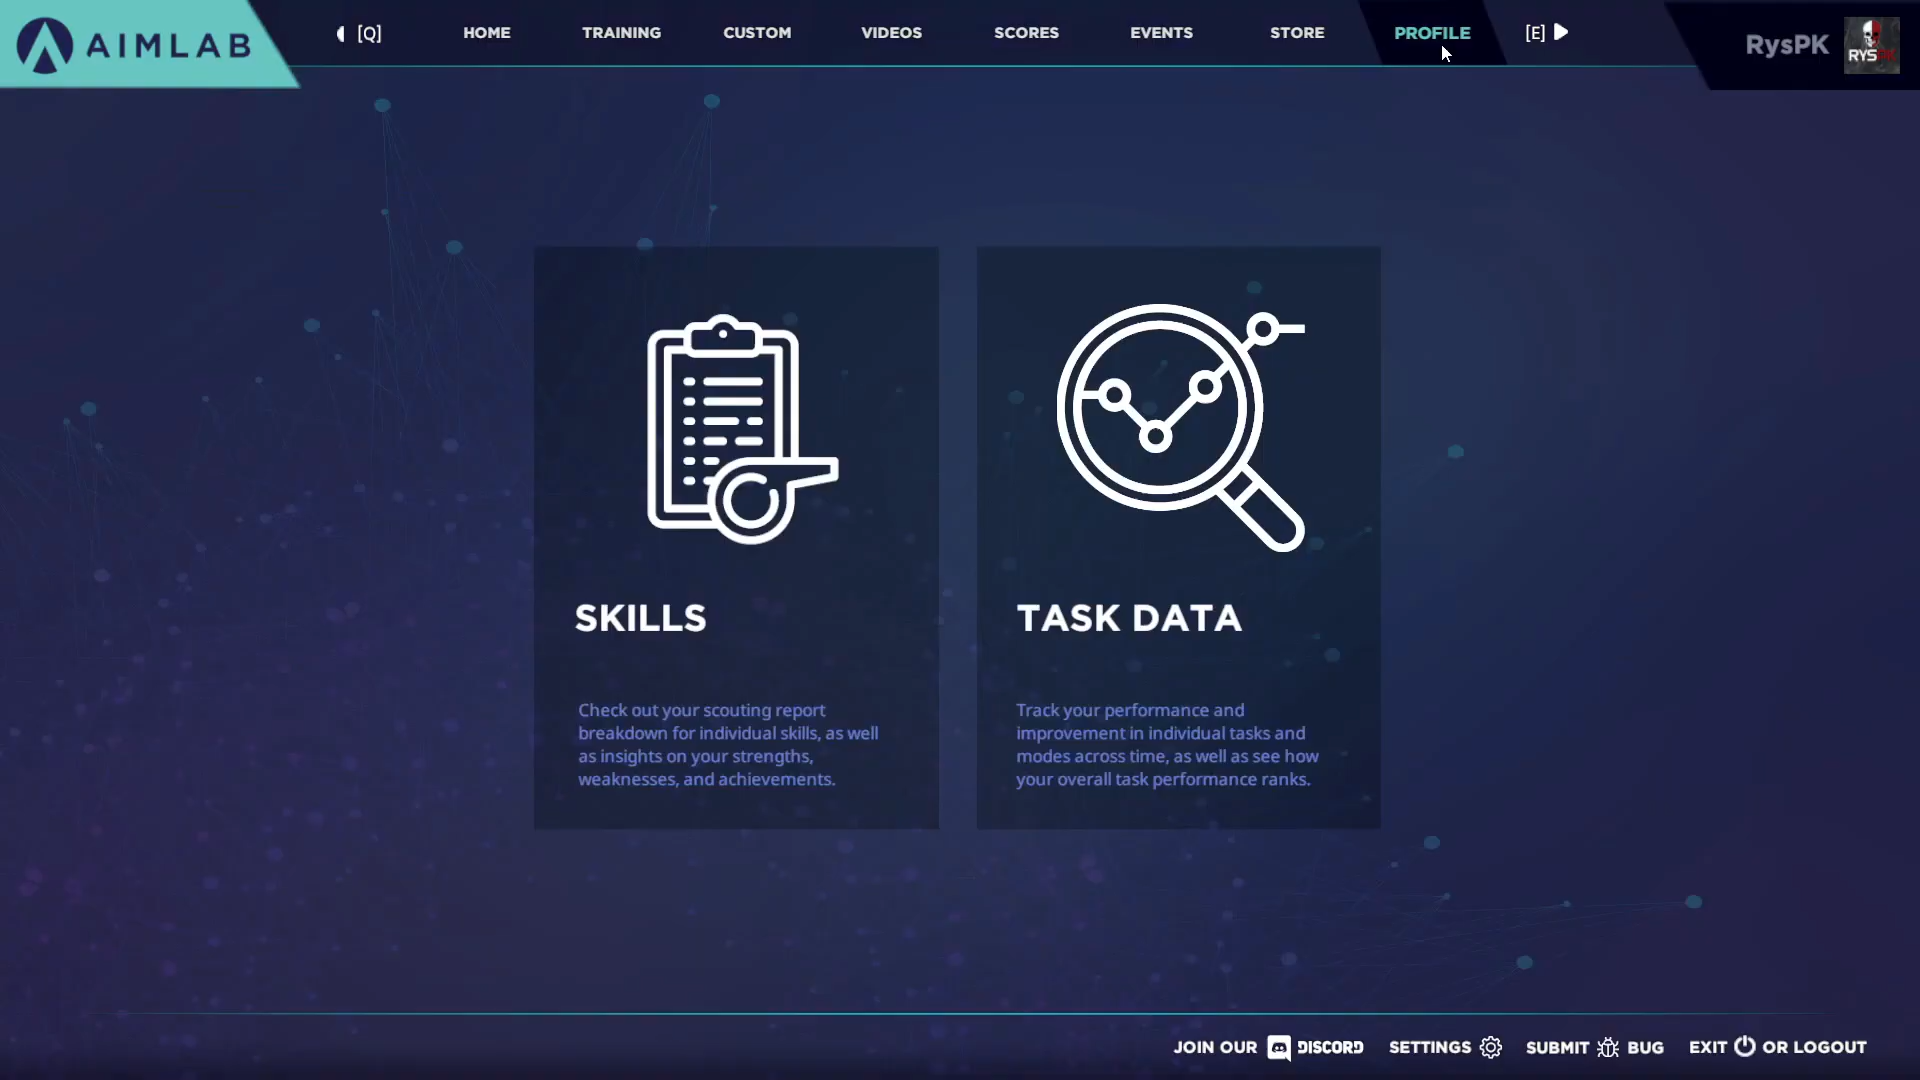 AIMLAB
[Q]
HOME
TRAINING
CUSTOM
VIDEOS
SCORES
EVENTS
STORE
PROFILE
[E]
RysPK
RYSPK
SKILLS
Check out your scouting report
breakdown for individual skills, as well
as insights on your strengths,
weaknesses, and achievements.
TASK DATA
Track your performance and
improvement in individual tasks and
modes across time, as well as see how
your overall task performance ranks.
JOIN OUR DISCORD
SETTINGS
SUBMIT BUG
EXIT OR LOGOUT